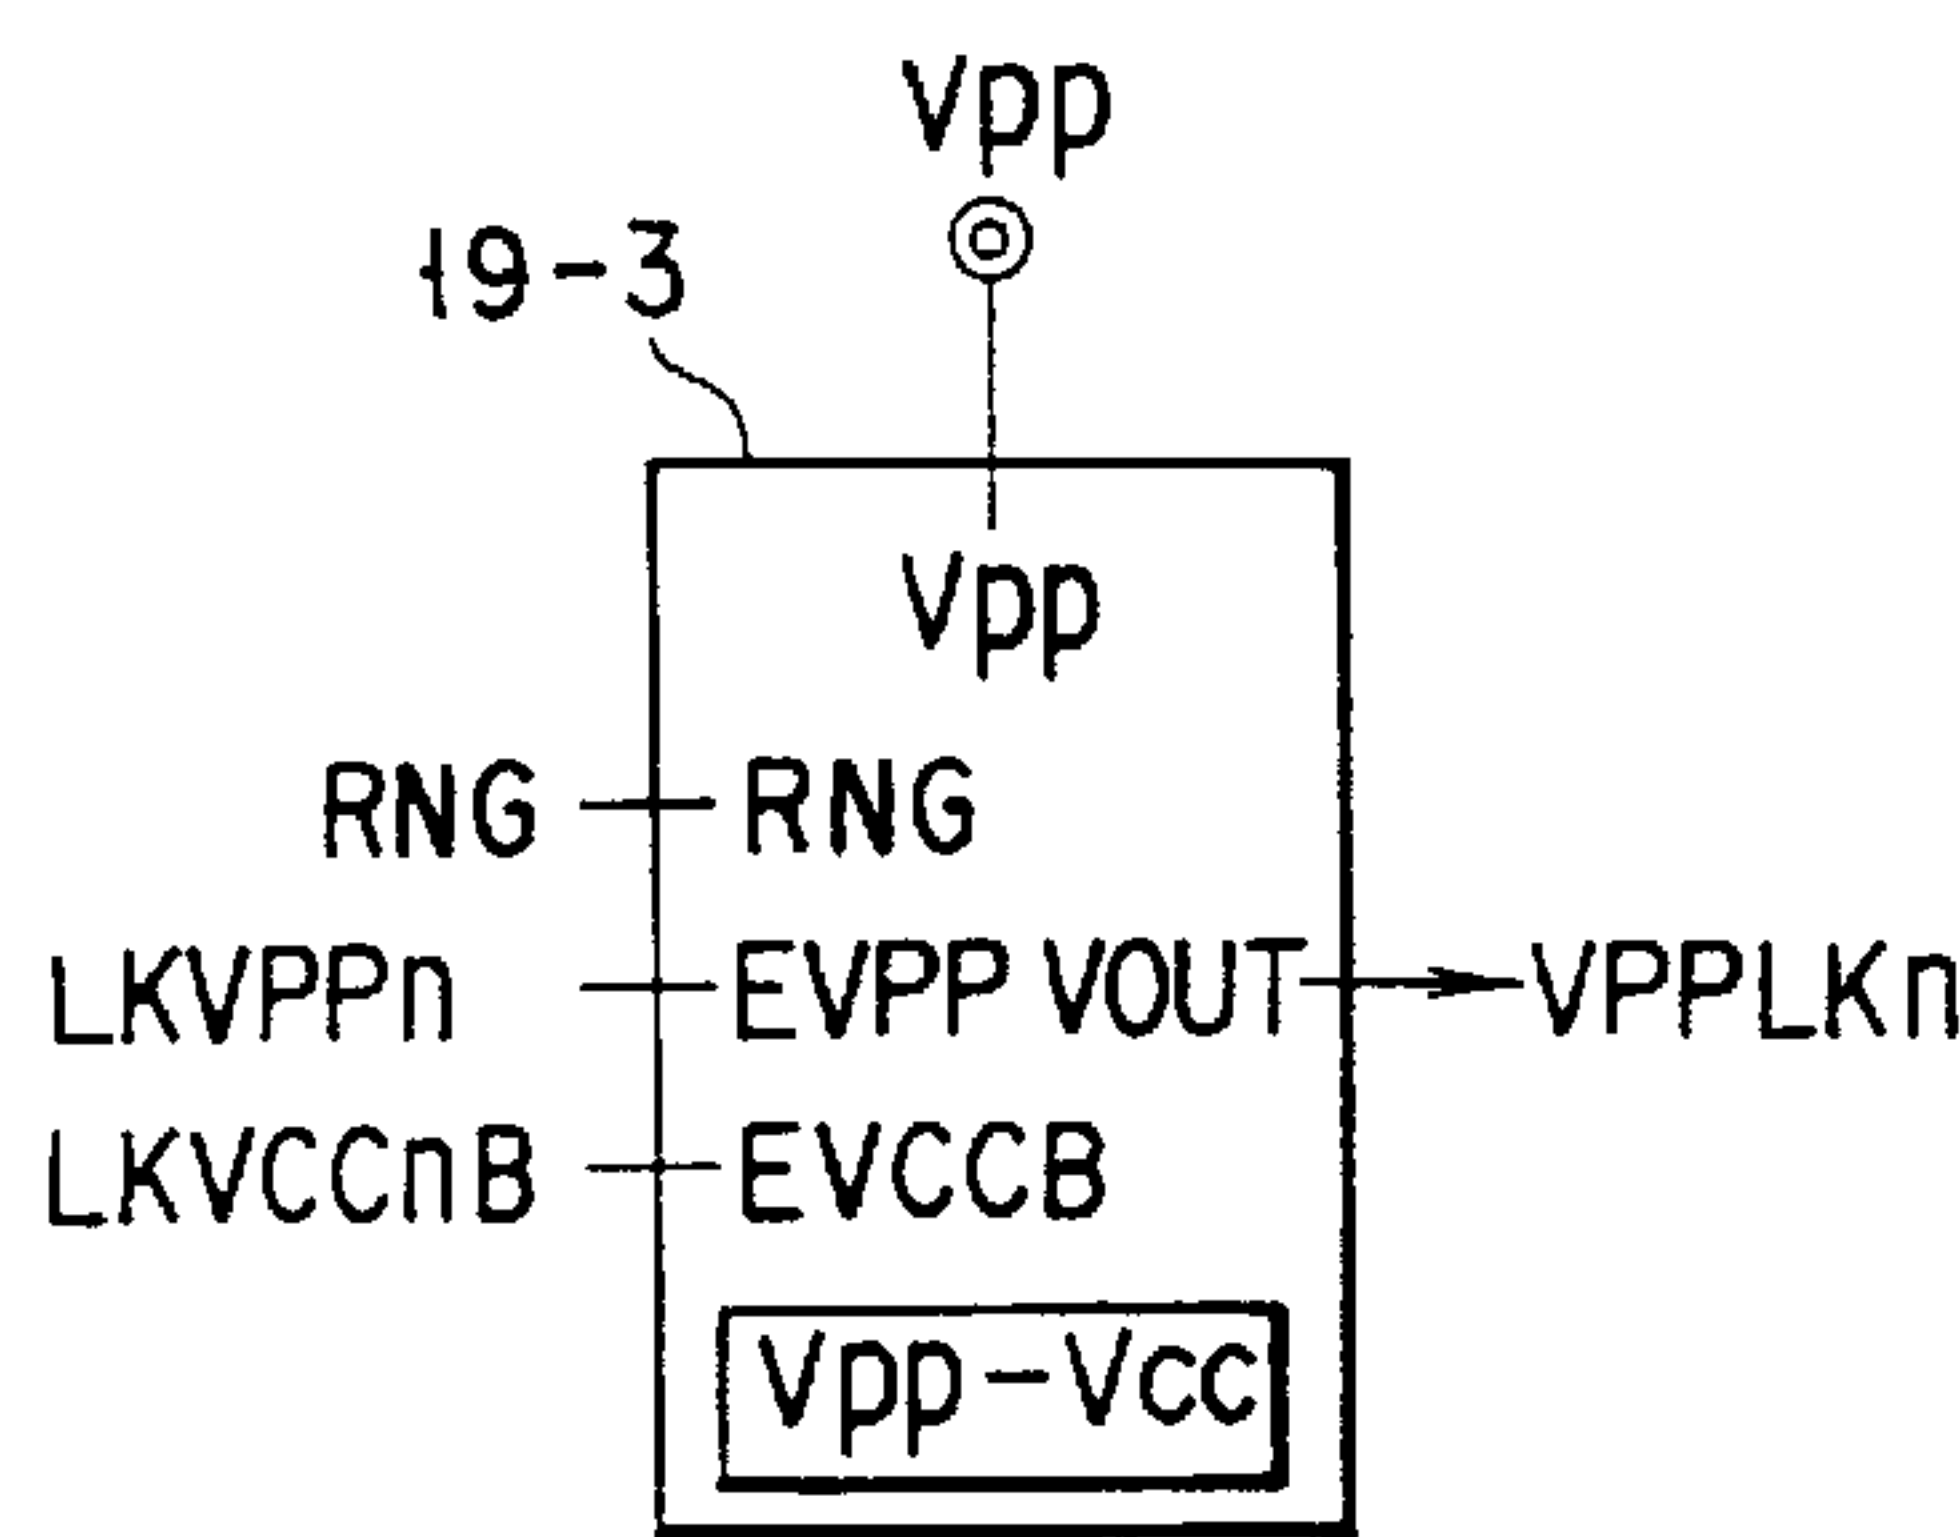 Vpp
19-3
Vpp
RNG RNG
LKVPPn EVPP VOUT VPPLKn
LKVCCnB EVCCB
Vpp-Vcc